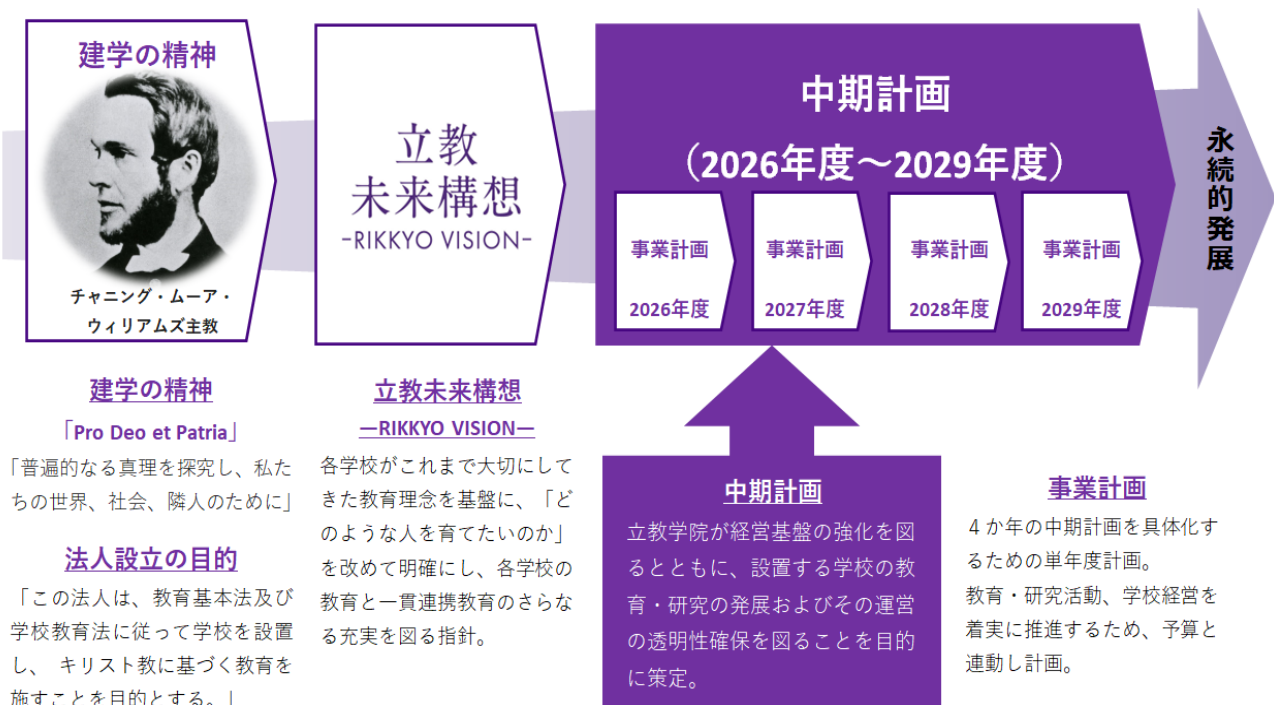 建学の精神
チャニング・ムーア・
ウィリアムズ主教
立教
未来構想
-RIKKYO VISION-
中期計画
（2026年度～2029年度）
事業計画
2026年度
事業計画
2027年度
事業計画
2028年度
事業計画
2029年度
永続的発展
建学の精神
「Pro Deo et Patria」
「普遍的なる真理を探究し、私た
ちの世界、社会、隣人のために」
法人設立の目的
「この法人は、教育基本法及び
学校教育法に従って学校を設置
し、 キリスト教に基づく教育を
施すことを目的とする。」
立教未来構想
―RIKKYO VISION―
各学校がこれまで大切にして
きた教育理念を基盤に、「ど
のような人を育てたいのか」
を改めて明確にし、各学校の
教育と一貫連携教育のさらな
る充実を図る指針。
中期計画
立教学院が経営基盤の強化を図
るとともに、設置する学校の教
育・研究の発展およびその運営
の透明性確保を図ることを目的
に策定。
事業計画
４か年の中期計画を具体化す
るための単年度計画。
教育・研究活動、学校経営を
着実に推進するため、予算と
連動し計画。